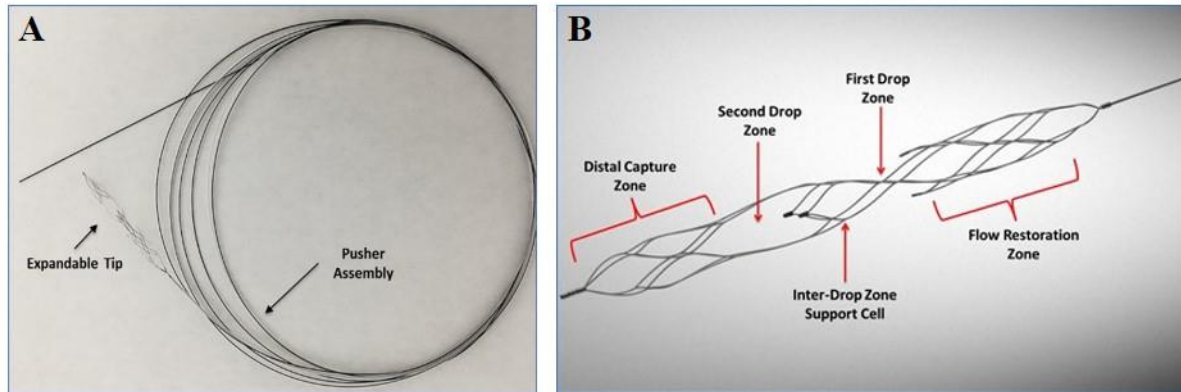 A
Expandable Tip
Pusher
Assembly
B
First Drop
Zone
Second Drop
Zone
Distal Capture
Zone
Flow Restoration
Zone
Inter-Drop Zone
Support Cell